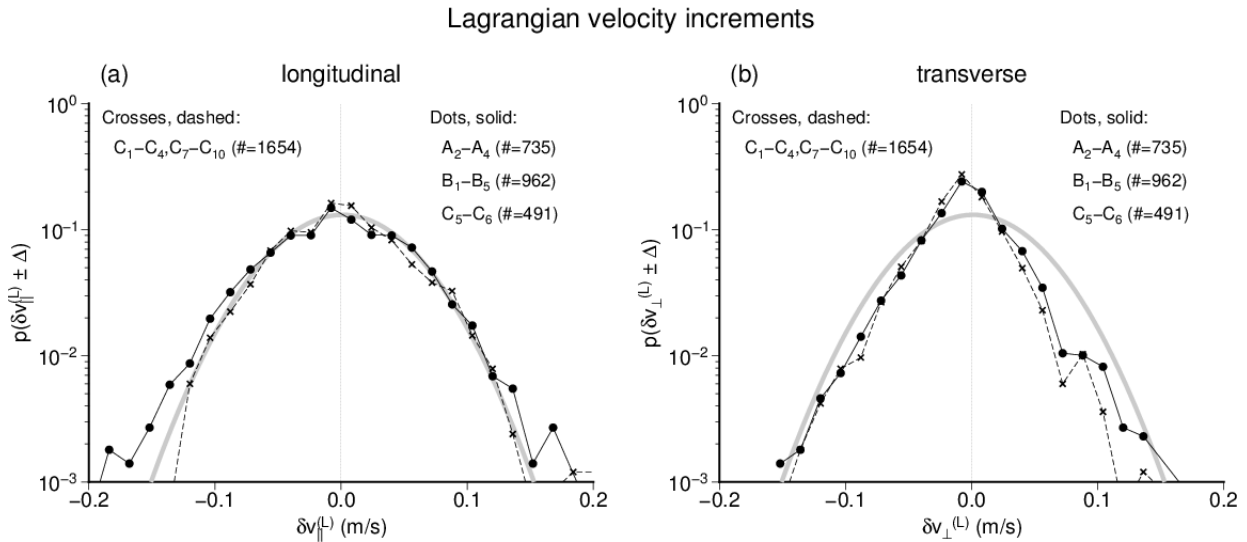 Lagrangian velocity increments
(a) longitudinal
Crosses, dashed:
C₁−C₄,C₇−C₁₀ (#=1654)
Dots, solid:
A₂−A₄ (#=735)
B₁−B₅ (#=962)
C₅−C₆ (#=491)
p(δv∥⁽ᴸ⁾ ± Δ)
10⁰
10⁻¹
10⁻²
10⁻³
−0.2 −0.1 0.0 0.1 0.2
δv∥⁽ᴸ⁾ (m/s)
(b) transverse
Crosses, dashed:
C₁−C₄,C₇−C₁₀ (#=1654)
Dots, solid:
A₂−A₄ (#=735)
B₁−B₅ (#=962)
C₅−C₆ (#=491)
p(δv⊥⁽ᴸ⁾ ± Δ)
10⁰
10⁻¹
10⁻²
10⁻³
−0.2 −0.1 0.0 0.1 0.2
δv⊥⁽ᴸ⁾ (m/s)